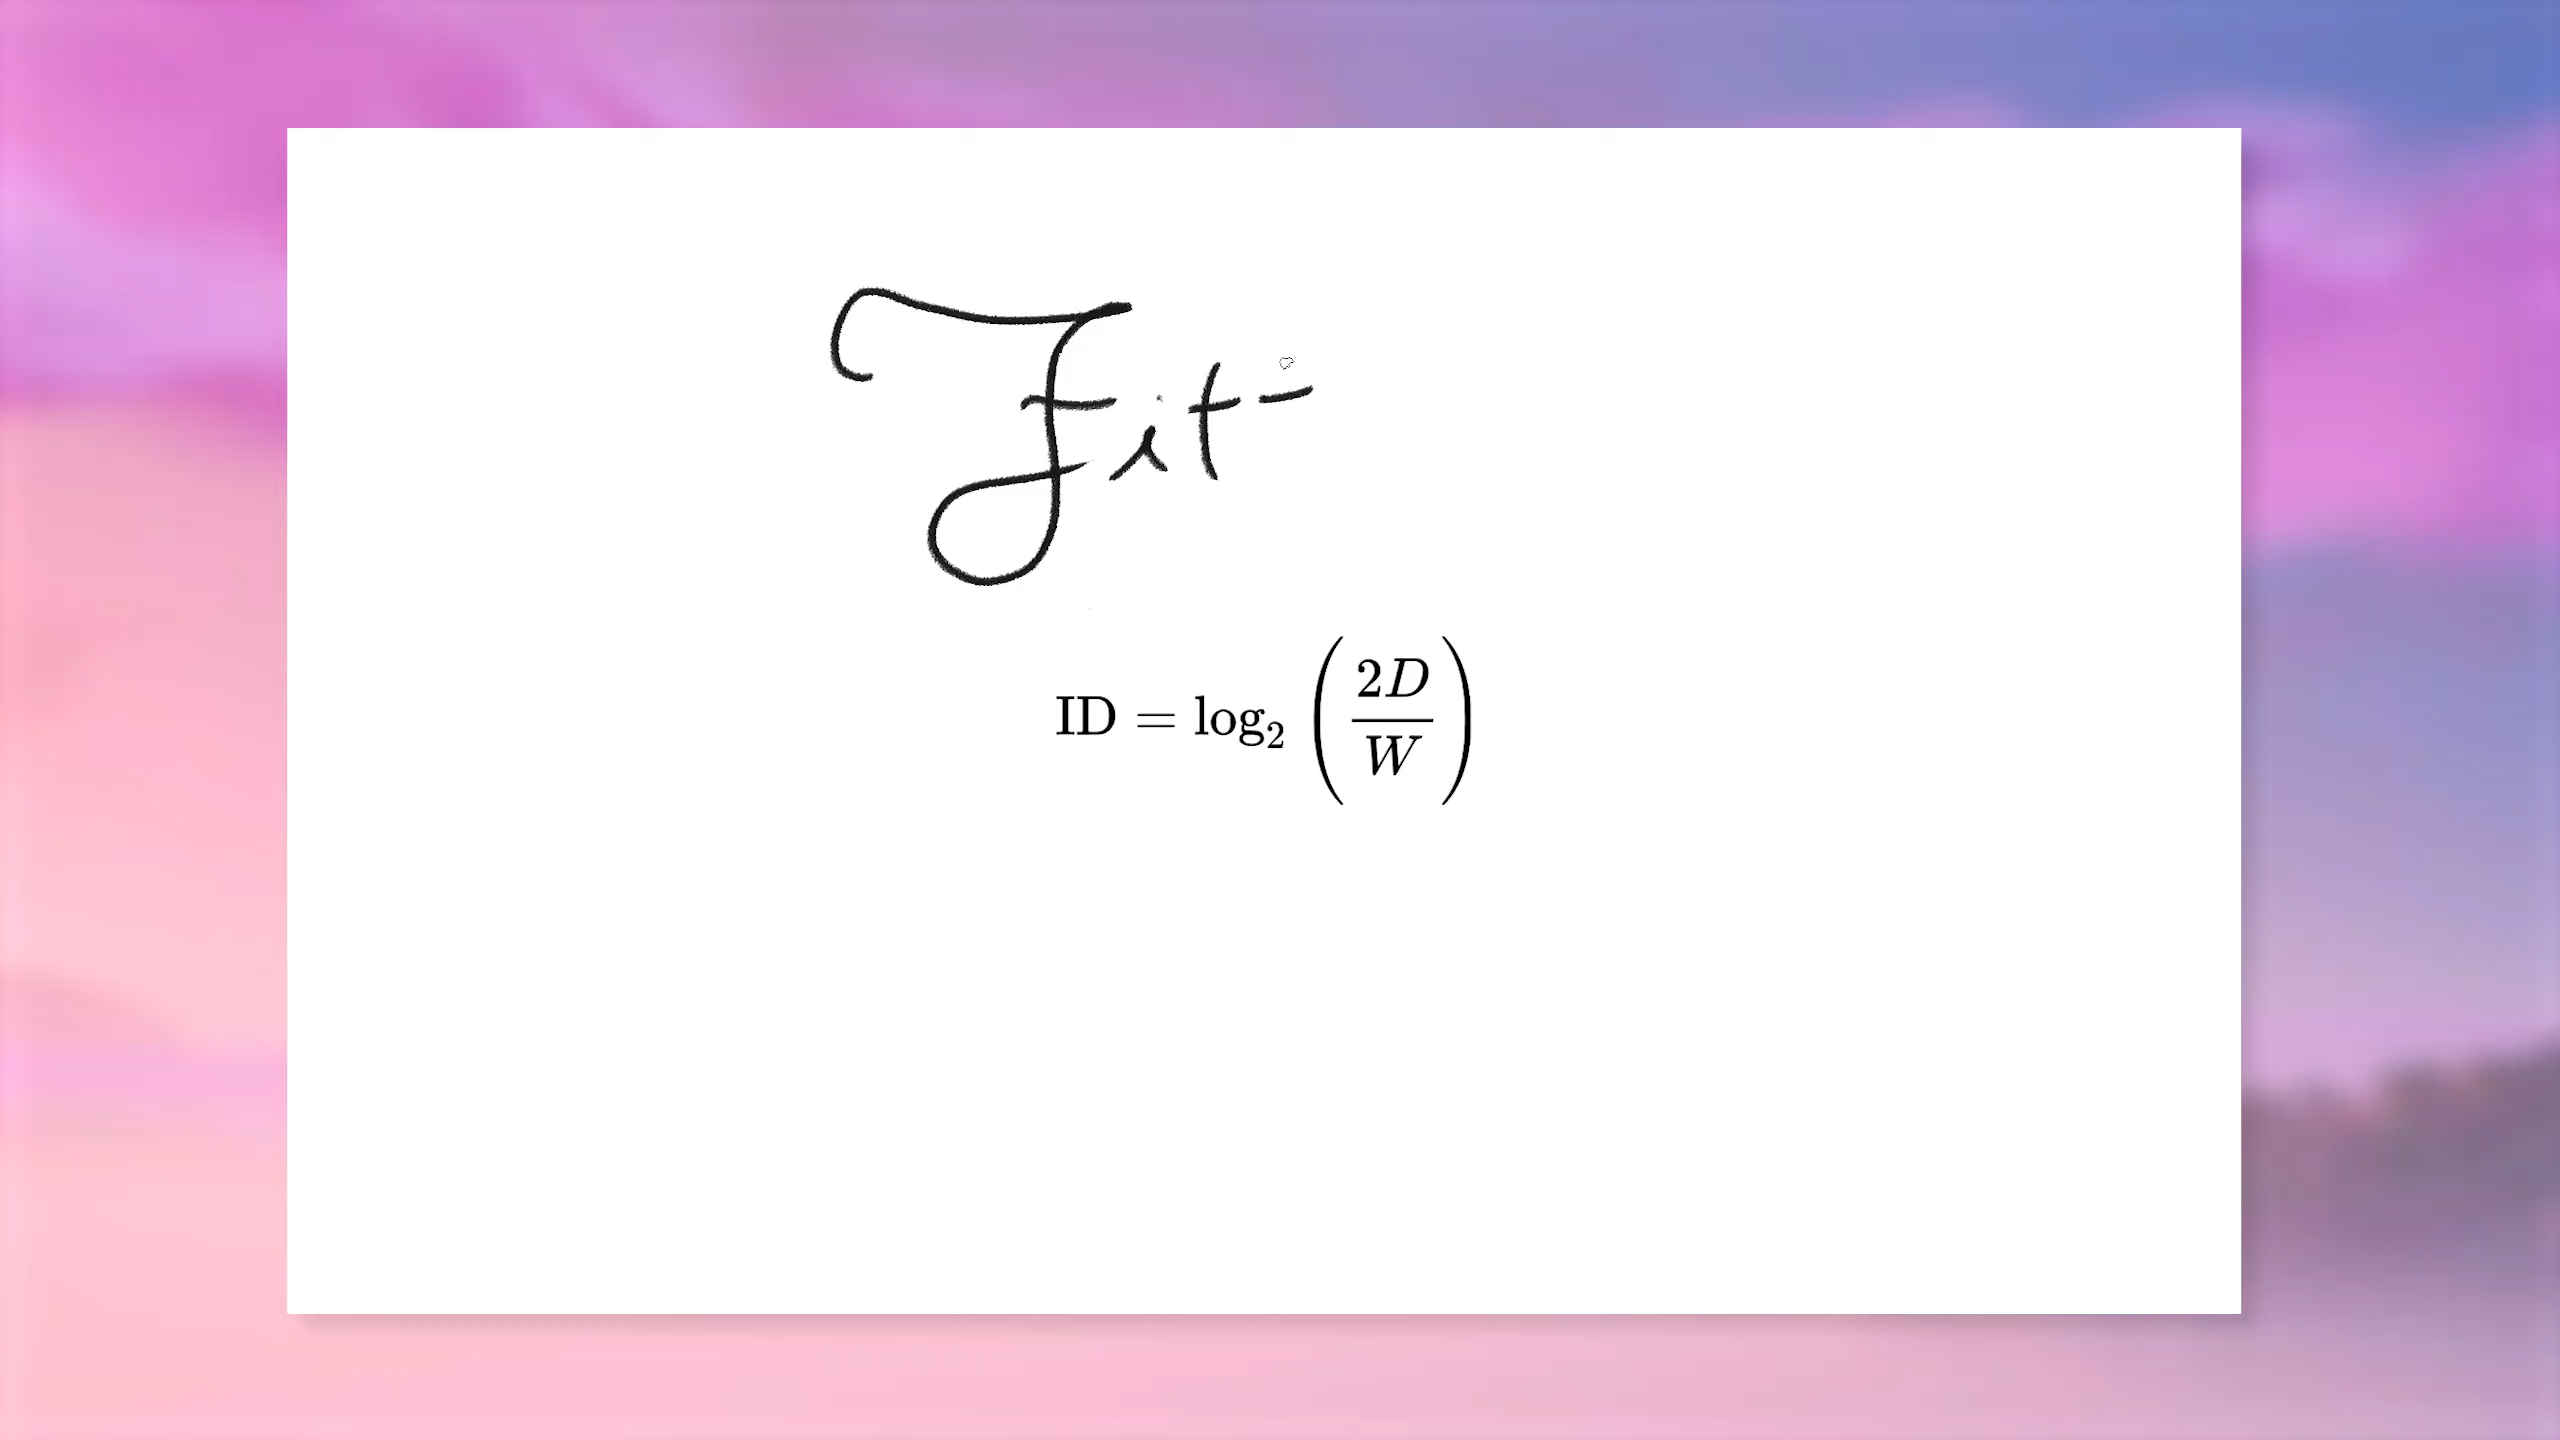 Fit-
ID = log₂ (2D/W)